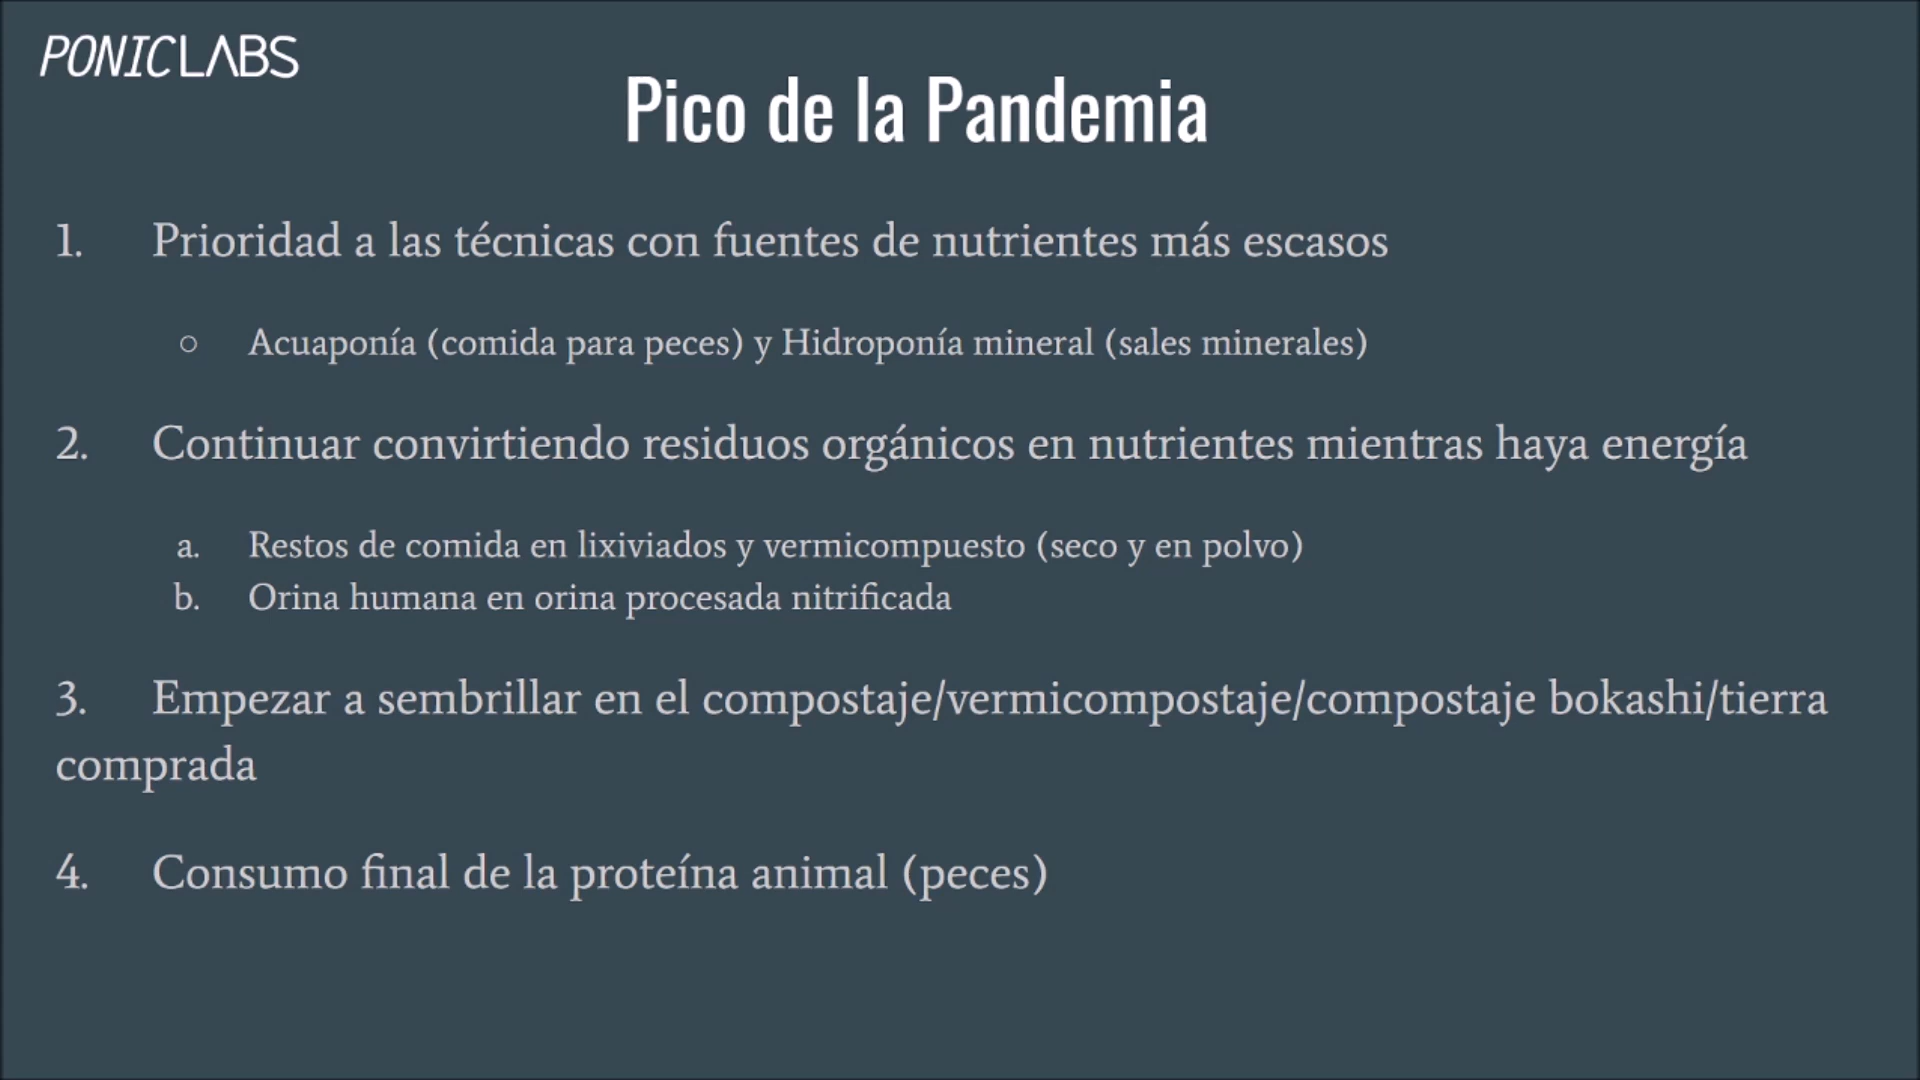 PONICLABS
Pico de la Pandemia
1. Prioridad a las técnicas con fuentes de nutrientes más escasos
○ Acuaponía (comida para peces) y Hidroponía mineral (sales minerales)
2. Continuar convirtiendo residuos orgánicos en nutrientes mientras haya energía
a. Restos de comida en lixiviados y vermicompuesto (seco y en polvo)
b. Orina humana en orina procesada nitrificada
3. Empezar a sembrillar en el compostaje/vermicompostaje/compostaje bokashi/tierra
comprada
4. Consumo final de la proteína animal (peces)